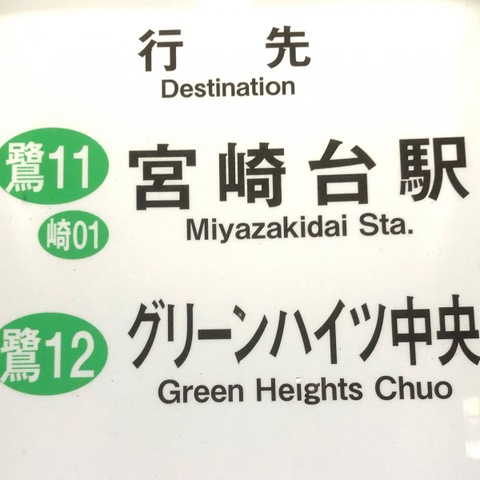 行先
Destination
鷺11 宮崎台駅
崎01 Miyazakidai Sta.
鷺12 グリーンハイツ中央
Green Heights Chuo